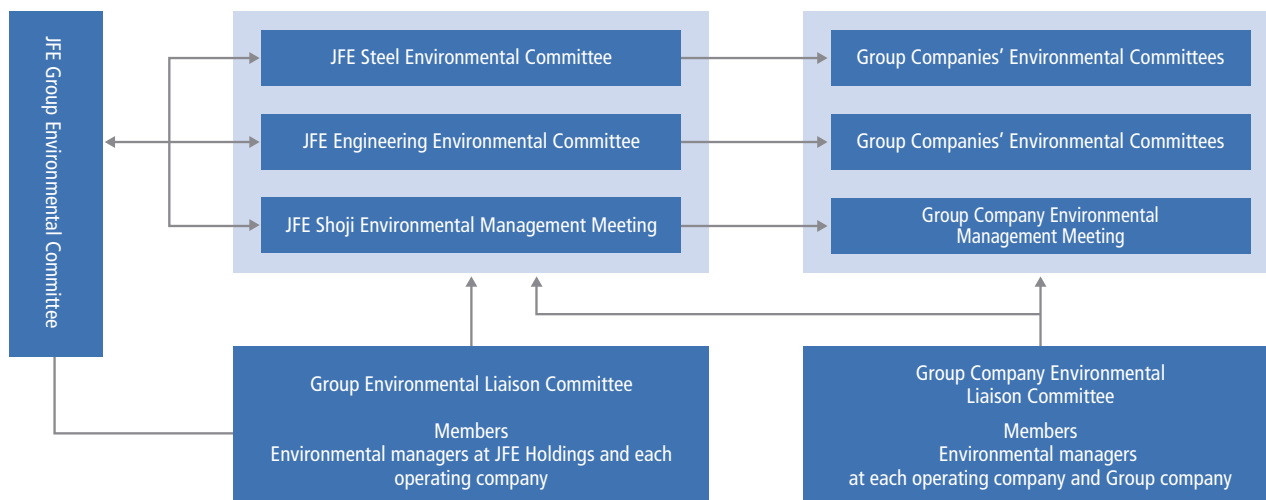 JFE Group Environmental Committee
JFE Steel Environmental Committee
Group Companies’ Environmental Committees
JFE Engineering Environmental Committee
Group Companies’ Environmental Committees
JFE Shoji Environmental Management Meeting
Group Company Environmental
Management Meeting
Group Environmental Liaison Committee
Members
Environmental managers at JFE Holdings and each
operating company
Group Company Environmental
Liaison Committee
Members
Environmental managers
at each operating company and Group company